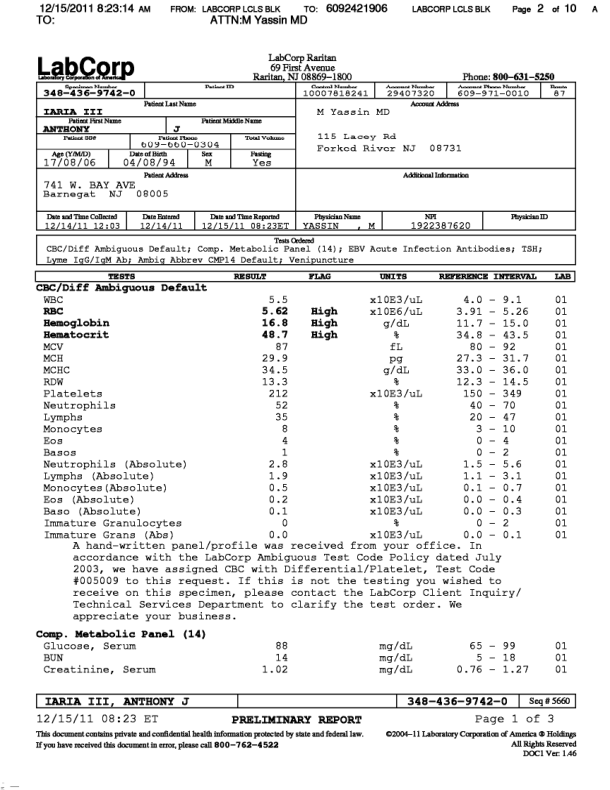 12/15/2011 8:23:14 AM FROM: LABCORP LCLS BLK TO: 6092421906 LABCORP LCLS BLK Page 2 of 10 A
TO: ATTN:M Yassin MD
LabCorp
Laboratory Corporation of America
LabCorp Raritan
69 First Avenue
Raritan, NJ 08869-1800 Phone: 800-631-5250
Specimen Number Patient ID Control Number Account Number Account Phone Number Route
348-436-9742-0 10007818241 29407320 609-971-0010 87
Patient Last Name Account Address
IARIA III
Patient First Name Patient Middle Name
ANTHONY J
Patient SS# Patient Phone Total Volume
609-660-0304
Age (Y/M/D) Date of Birth Sex Fasting
17/08/06 04/08/94 M Yes
M Yassin MD
115 Lacey Rd
Forked River NJ 08731
Patient Address Additional Information
741 W. BAY AVE
Barnegat NJ 08005
Date and Time Collected Date Entered Date and Time Reported Physician Name NPI Physician ID
12/14/11 12:03 12/14/11 12/15/11 08:23ET YASSIN , M 1922387620
Tests Ordered
CBC/Diff Ambiguous Default; Comp. Metabolic Panel (14); EBV Acute Infection Antibodies; TSH;
Lyme IgG/IgM Ab; Ambig Abbrev CMP14 Default; Venipuncture
TESTS RESULT FLAG UNITS REFERENCE INTERVAL LAB
CBC/Diff Ambiguous Default
WBC 5.5 x10E3/uL 4.0 - 9.1 01
RBC 5.62 High x10E6/uL 3.91 - 5.26 01
Hemoglobin 16.8 High g/dL 11.7 - 15.0 01
Hematocrit 48.7 High % 34.8 - 43.5 01
MCV 87 fL 80 - 92 01
MCH 29.9 pg 27.3 - 31.7 01
MCHC 34.5 g/dL 33.0 - 36.0 01
RDW 13.3 % 12.3 - 14.5 01
Platelets 212 x10E3/uL 150 - 349 01
Neutrophils 52 % 40 - 70 01
Lymphs 35 % 20 - 47 01
Monocytes 8 % 3 - 10 01
Eos 4 % 0 - 4 01
Basos 1 % 0 - 2 01
Neutrophils (Absolute) 2.8 x10E3/uL 1.5 - 5.6 01
Lymphs (Absolute) 1.9 x10E3/uL 1.1 - 3.1 01
Monocytes(Absolute) 0.5 x10E3/uL 0.1 - 0.7 01
Eos (Absolute) 0.2 x10E3/uL 0.0 - 0.4 01
Baso (Absolute) 0.1 x10E3/uL 0.0 - 0.3 01
Immature Granulocytes 0 % 0 - 2 01
Immature Grans (Abs) 0.0 x10E3/uL 0.0 - 0.1 01
A hand-written panel/profile was received from your office. In
accordance with the LabCorp Ambiguous Test Code Policy dated July
2003, we have assigned CBC with Differential/Platelet, Test Code
#005009 to this request. If this is not the testing you wished to
receive on this specimen, please contact the LabCorp Client Inquiry/
Technical Services Department to clarify the test order. We
appreciate your business.
Comp. Metabolic Panel (14)
Glucose, Serum 88 mg/dL 65 - 99 01
BUN 14 mg/dL 5 - 18 01
Creatinine, Serum 1.02 mg/dL 0.76 - 1.27 01
IARIA III, ANTHONY J 348-436-9742-0 Seq # 5660
12/15/11 08:23 ET PRELIMINARY REPORT Page 1 of 3
This document contains private and confidential health information protected by state and federal law.
If you have received this document in error, please call 800-762-4522
©2004-11 Laboratory Corporation of America ® Holdings
All Rights Reserved
DOC1 Ver: 1.46